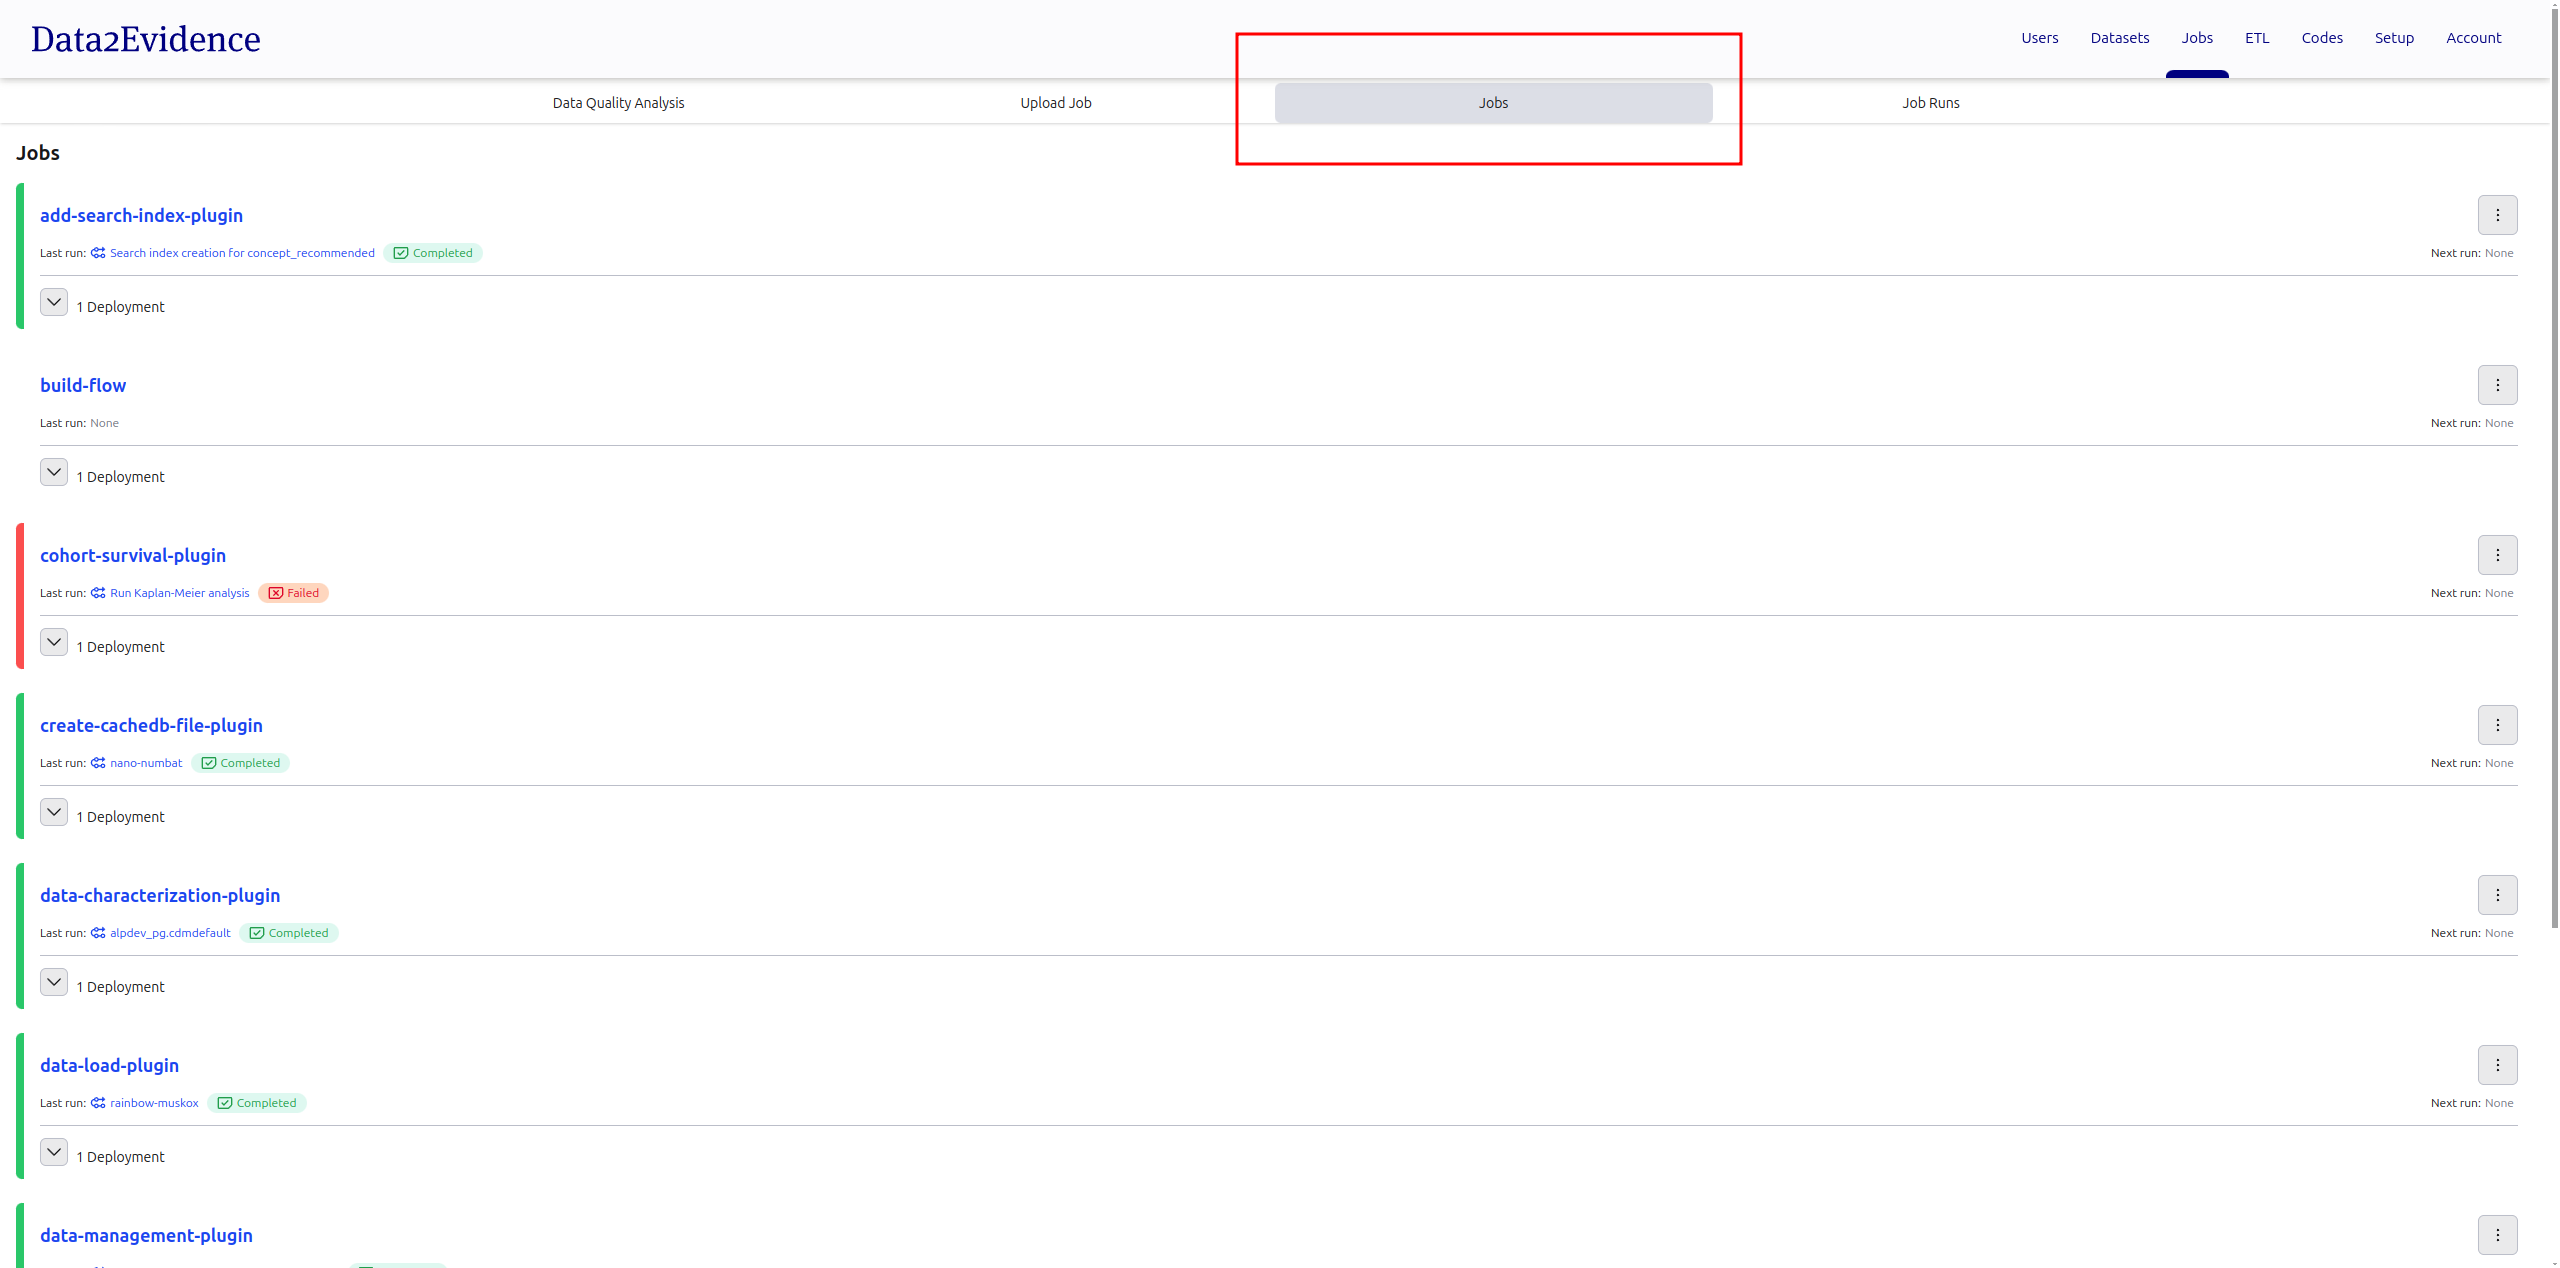 Data2Evidence
Users Datasets Jobs ETL Codes Setup Account
Data Quality Analysis Upload Job Jobs Job Runs
Jobs
add-search-index-plugin
Last run: Search index creation for concept_recommended Completed Next run: None
1 Deployment
build-flow
Last run: None Next run: None
1 Deployment
cohort-survival-plugin
Last run: Run Kaplan-Meier analysis Failed Next run: None
1 Deployment
create-cachedb-file-plugin
Last run: nano-numbat Completed Next run: None
1 Deployment
data-characterization-plugin
Last run: alpdev_pg.cdmdefault Completed Next run: None
1 Deployment
data-load-plugin
Last run: rainbow-muskox Completed Next run: None
1 Deployment
data-management-plugin